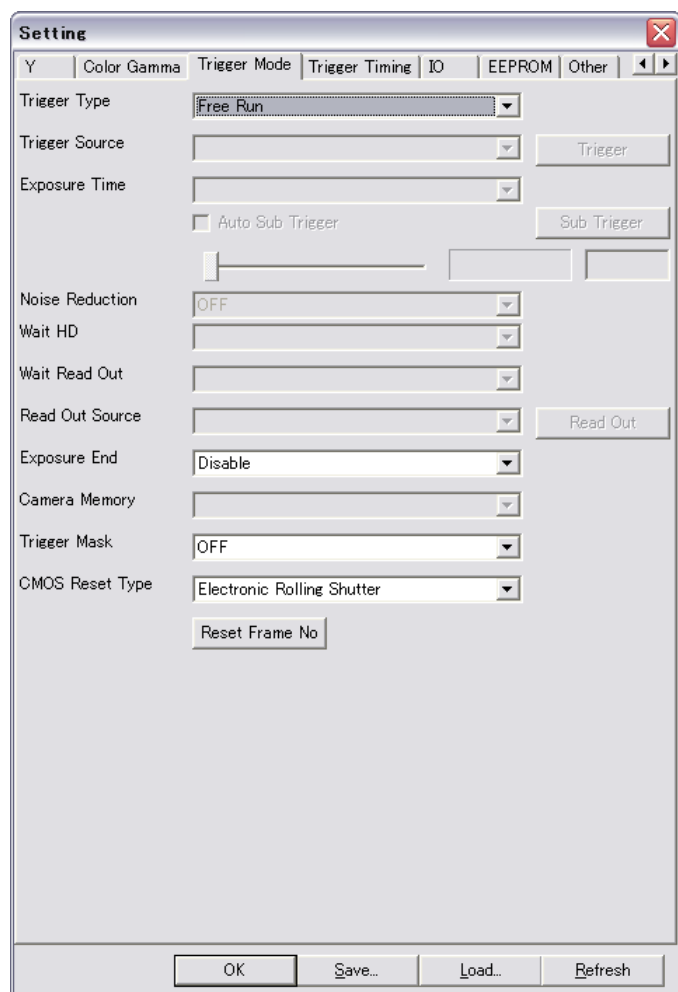 Setting
Y Color Gamma Trigger Mode Trigger Timing IO EEPROM Other
Trigger Type Free Run
Trigger Source Trigger
Exposure Time
Auto Sub Trigger Sub Trigger
Noise Reduction OFF
Wait HD
Wait Read Out
Read Out Source Read Out
Exposure End Disable
Camera Memory
Trigger Mask OFF
CMOS Reset Type Electronic Rolling Shutter
Reset Frame No
OK Save... Load... Refresh